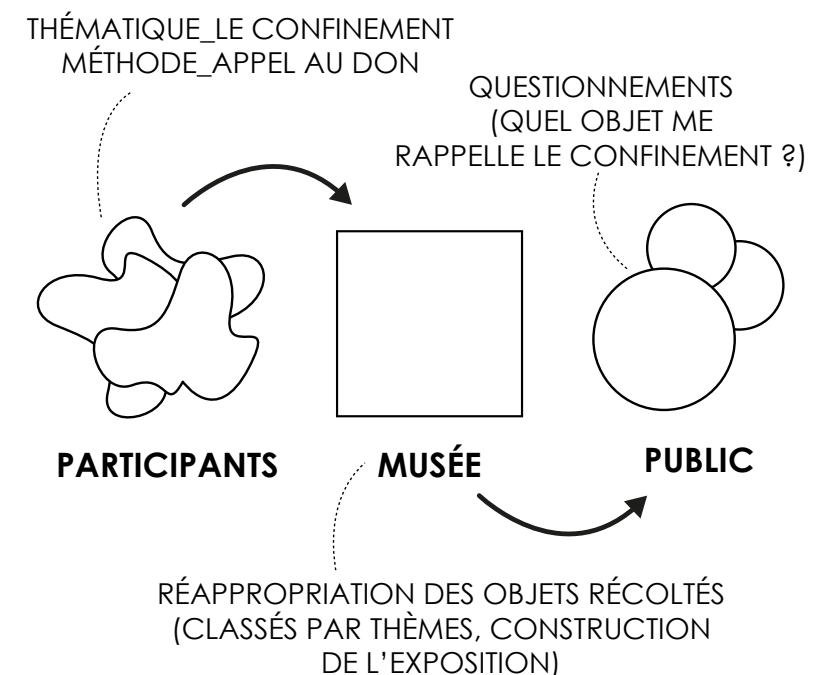 THÉMATIQUE_LE CONFINEMENT
MÉTHODE_APPEL AU DON
QUESTIONNEMENTS
(QUEL OBJET ME
RAPPELLE LE CONFINEMENT ?)
PARTICIPANTS
MUSÉE
PUBLIC
RÉAPPROPRIATION DES OBJETS RÉCOLTÉS
(CLASSÉS PAR THÈMES, CONSTRUCTION
DE L’EXPOSITION)